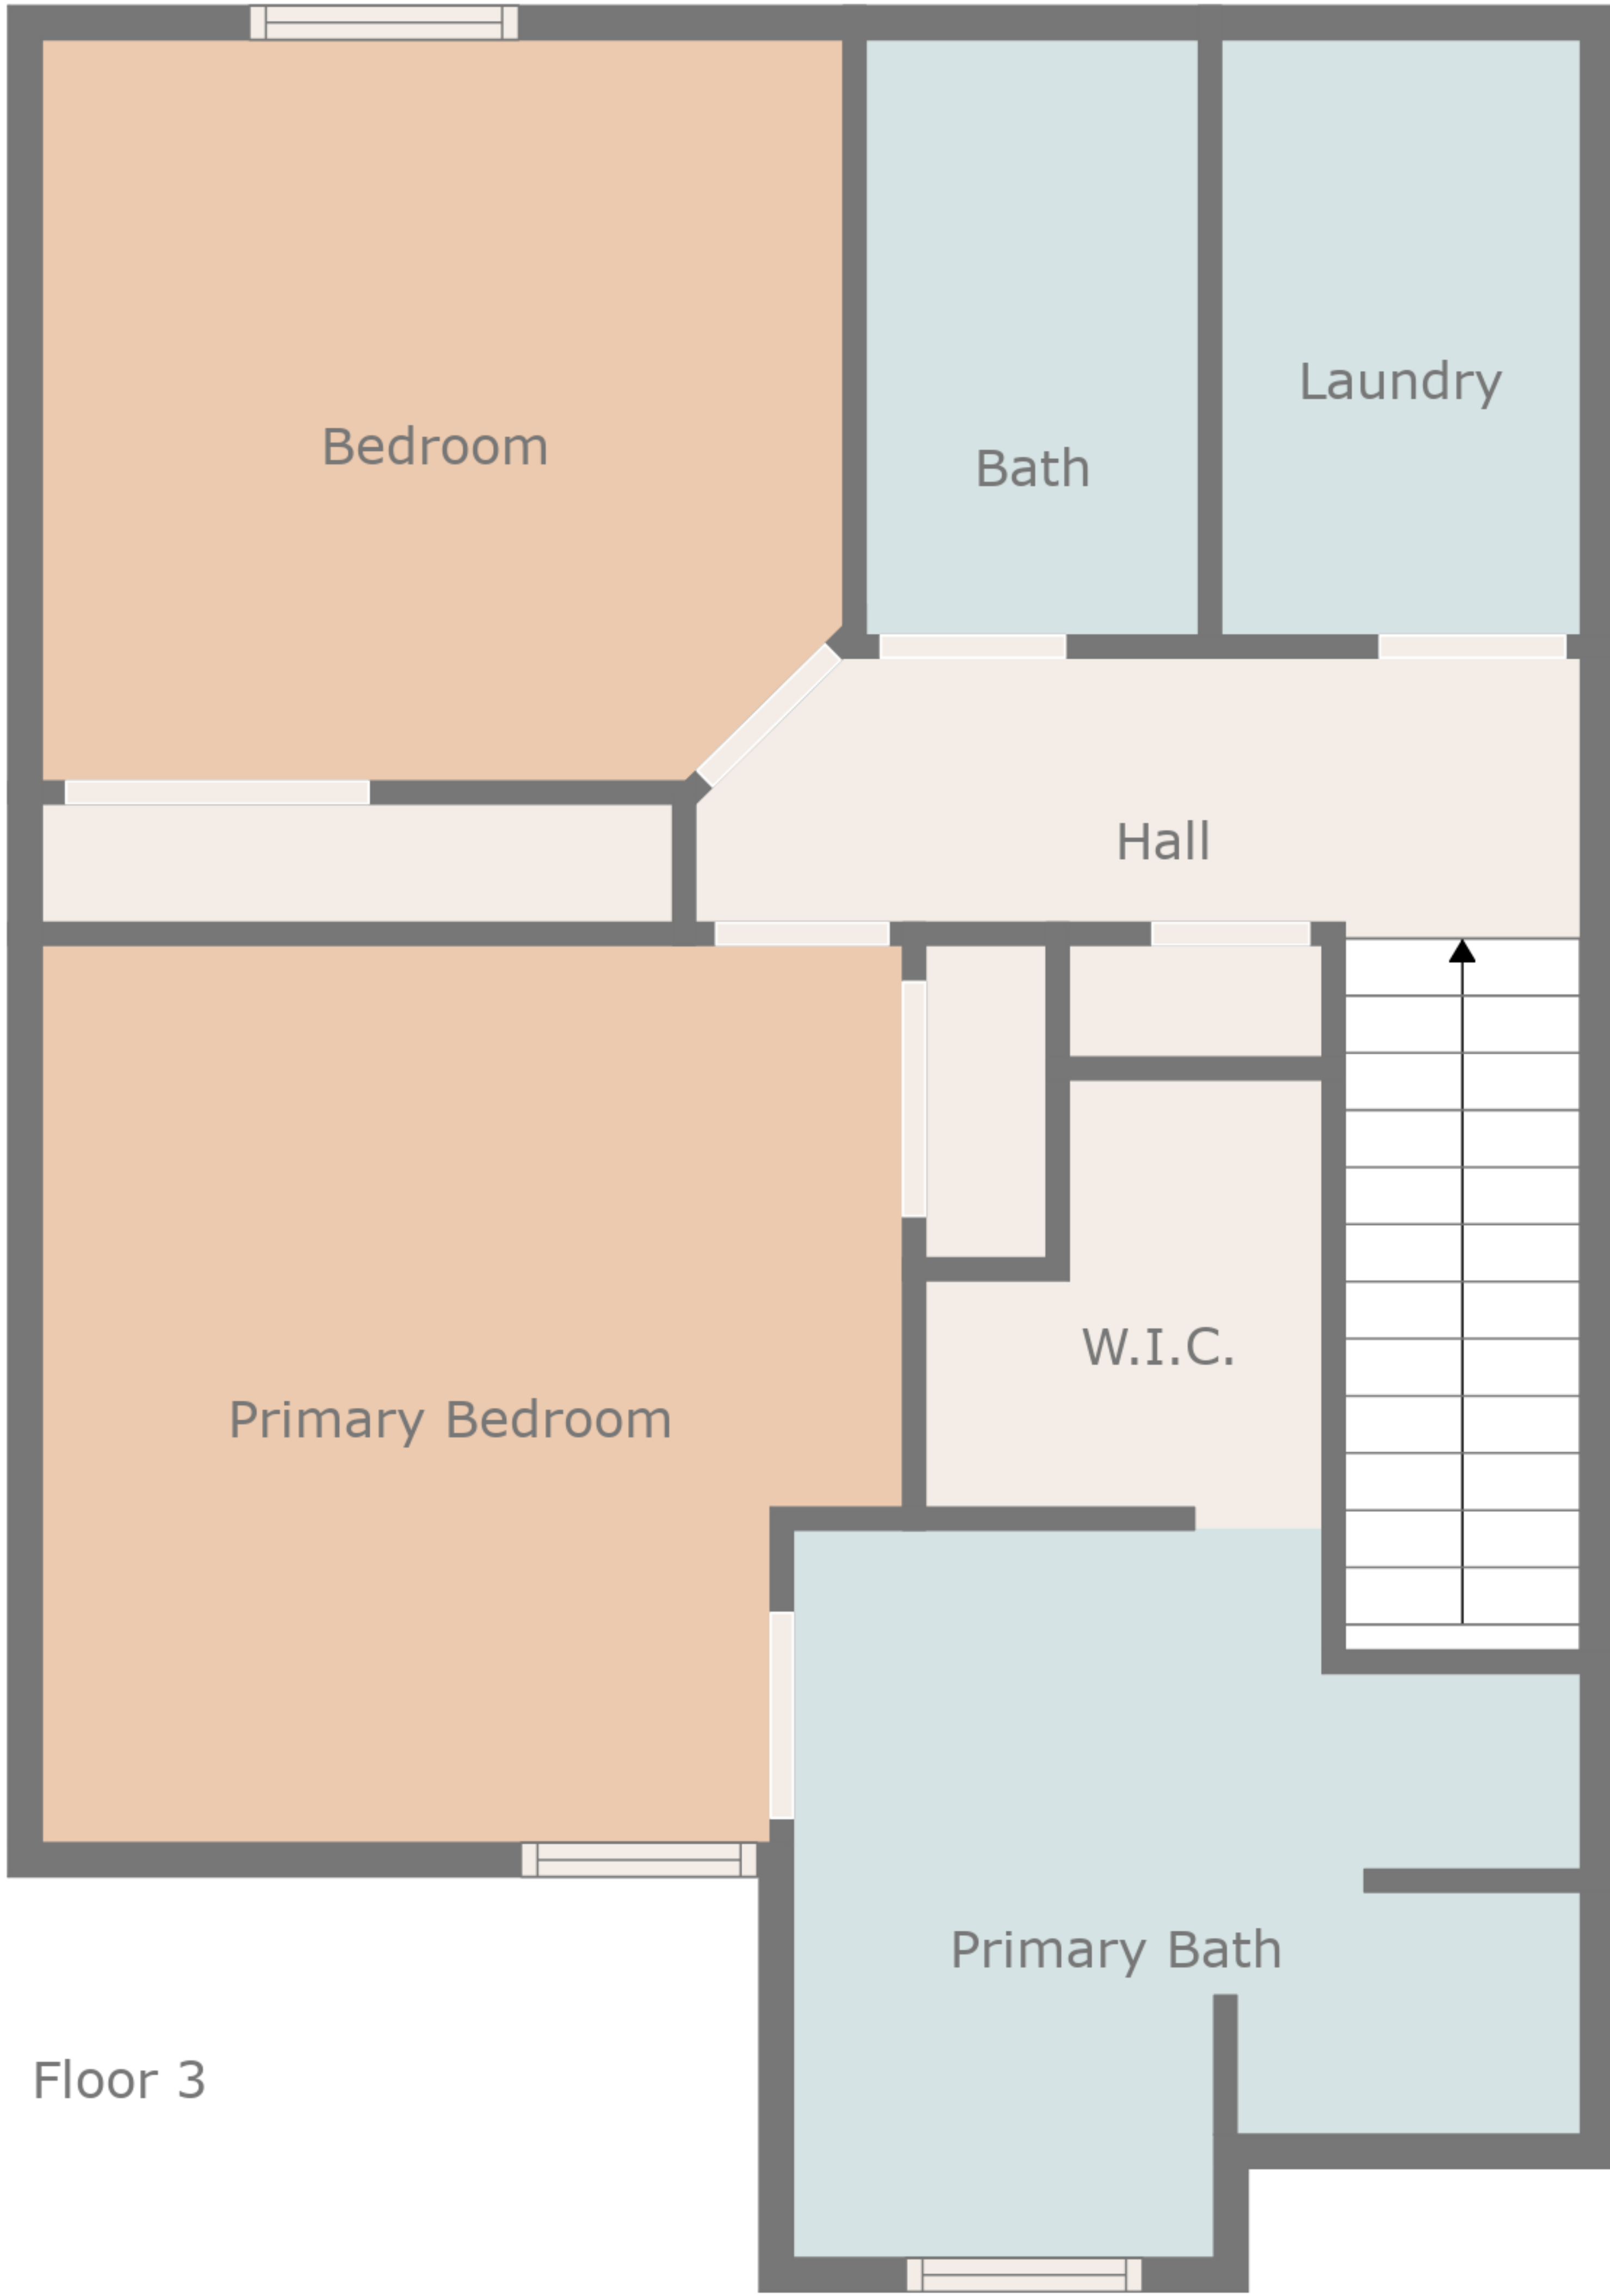 Laundry
Bedroom
Bath
Hall
W.I.C.
Primary Bedroom
Primary Bath
Floor 3